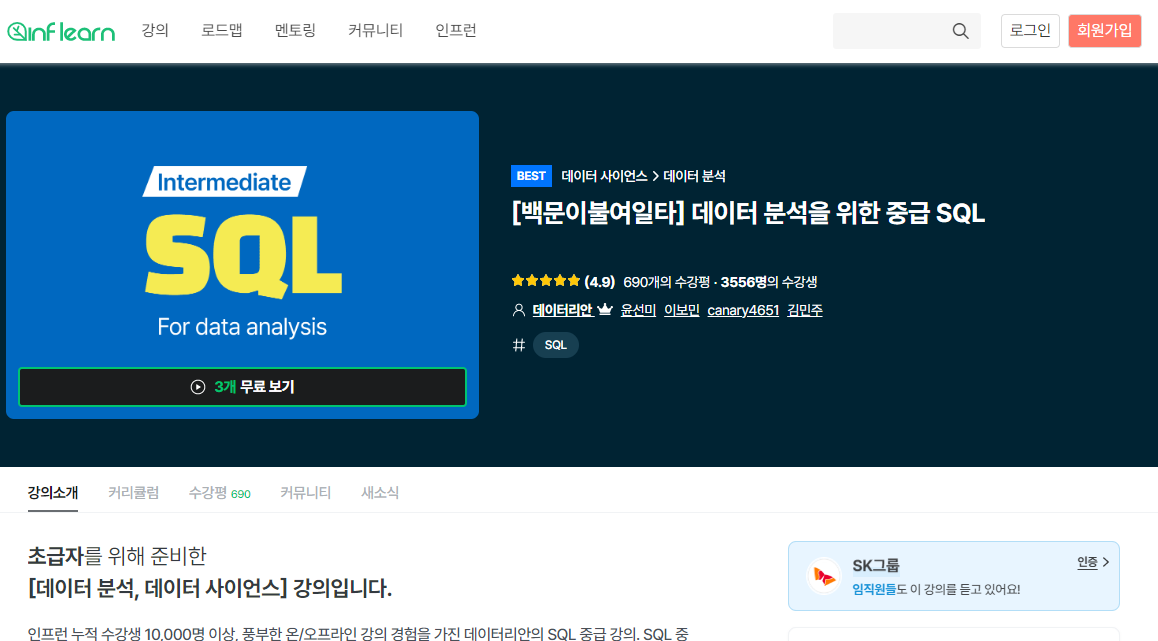 inflearn 강의 로드맵 멘토링 커뮤니티 인프런 로그인 회원가입
Intermediate
SQL
For data analysis
3개 무료 보기
BEST 데이터 사이언스 > 데이터 분석
[백문이불여일타] 데이터 분석을 위한 중급 SQL
(4.9) 690개의 수강평 · 3556명의 수강생
데이터리안 윤선미 이보민 canary4651 김민주
# SQL
강의소개 커리큘럼 수강평 690 커뮤니티 새소식
초급자를 위해 준비한
[데이터 분석, 데이터 사이언스] 강의입니다.
인프런 누적 수강생 10,000명 이상, 풍부한 온/오프라인 강의 경험을 가진 데이터리안의 SQL 중급 강의. SQL 중
SK그룹 인증 >
임직원들도 이 강의를 듣고 있어요!